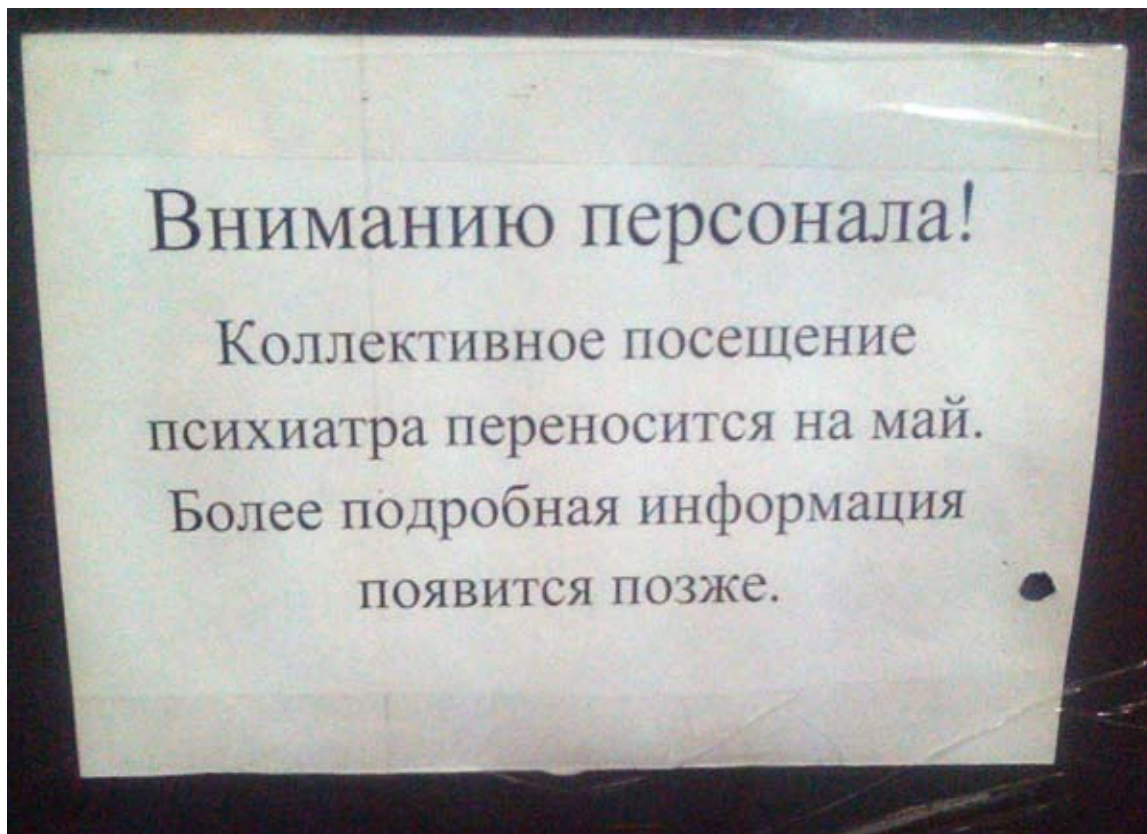 Вниманию персонала!
Коллективное посещение
психиатра переносится на май.
Более подробная информация
появится позже.